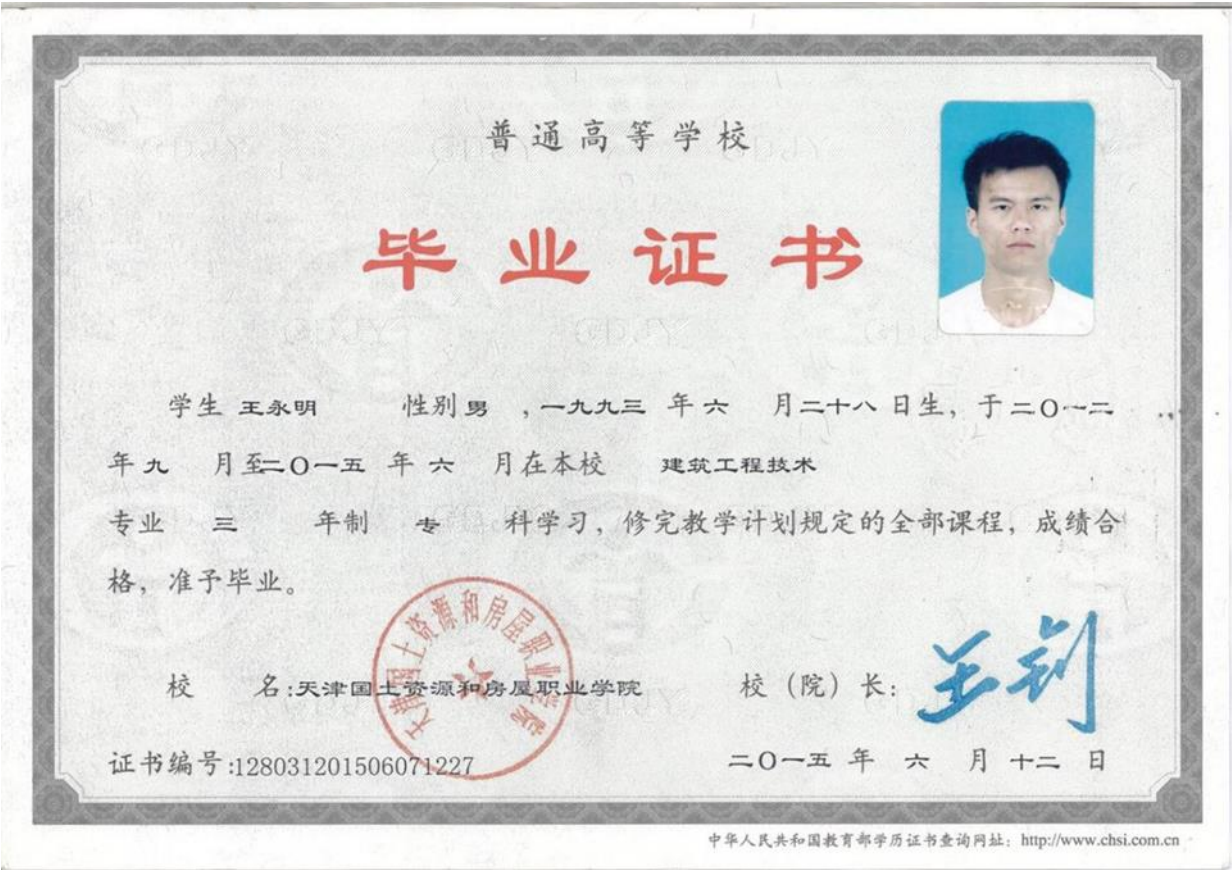 普通高等学校
毕业证书
学生 王永明 性别 男 ,一九九三 年 六 月二十八 日生，于 二〇一二
年 九 月至二〇一五 年 六 月在本校 建筑工程技术
专业 三 年制 专 科学习，修完教学计划规定的全部课程，成绩合
格，准予毕业。
天津国土资源和房屋职业学院
校 名:天津国土资源和房屋职业学院 校（院）长： 王钊
证书编号:128031201506071227 二〇一五 年 六 月 十二 日
中华人民共和国教育部学历证书查询网址：http://www.chsi.com.cn